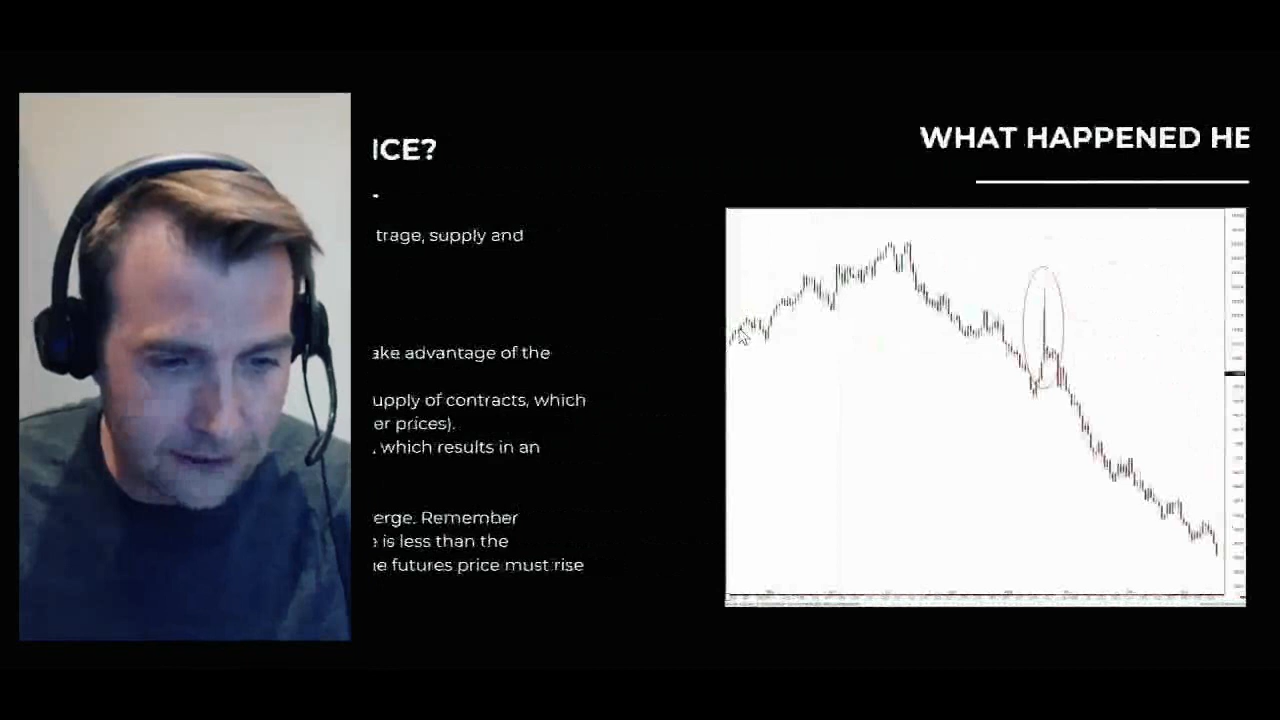 ICE?
trage, supply and
ake advantage of the
upply of contracts, which
er prices).
, which results in an
erge. Remember
e is less than the
ie futures price must rise
WHAT HAPPENED HE